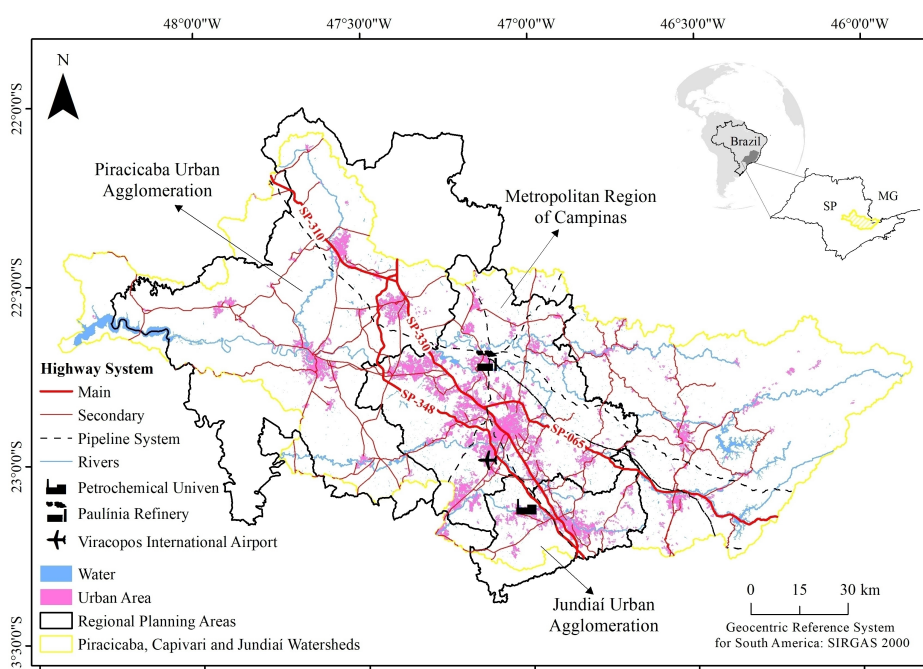 48°0'0"W 47°30'0"W 47°00'0"W 46°30'0"W 46°0'0"W
N
22°0'0"S
22°30'0"S
23°0'0"S
3°30'0"S
Piracicaba Urban
Agglomeration
Metropolitan Region
of Campinas
Brazil
SP
MG
SP-310
SP-330
SP-348
SP-065
Jundiaí Urban
Agglomeration
Highway System
Main
Secondary
Pipeline System
Rivers
Petrochemical Univen
Paulínia Refinery
Viracopos International Airport
Water
Urban Area
Regional Planning Areas
Piracicaba, Capivari and Jundiaí Watersheds
0 15 30 km
Geocentric Reference System
for South America: SIRGAS 2000